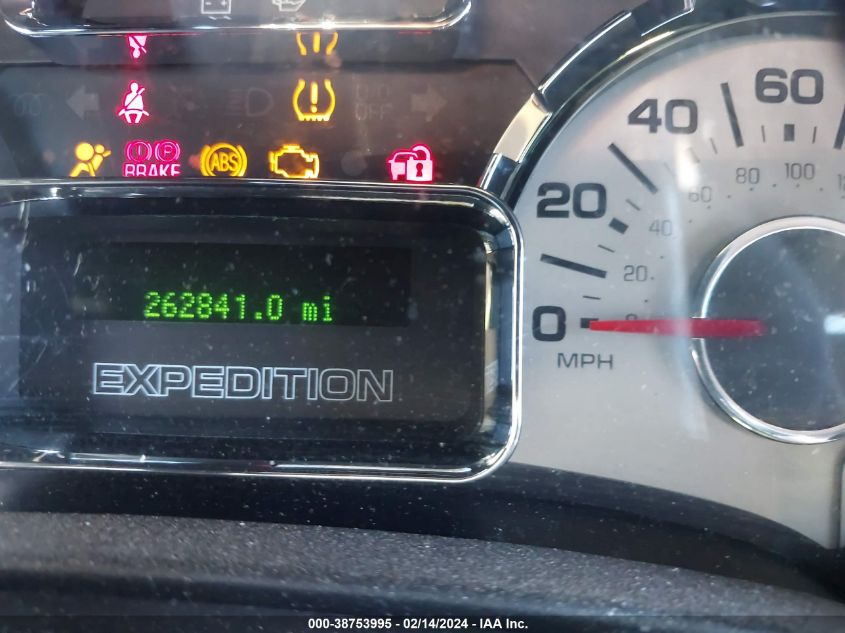 O/D
OFF
BRAKE
ABS
262841.0 mi
EXPEDITION
0 20 40 60
20 40 60 80 100
MPH
000-38753995 - 02/14/2024 - IAA Inc.